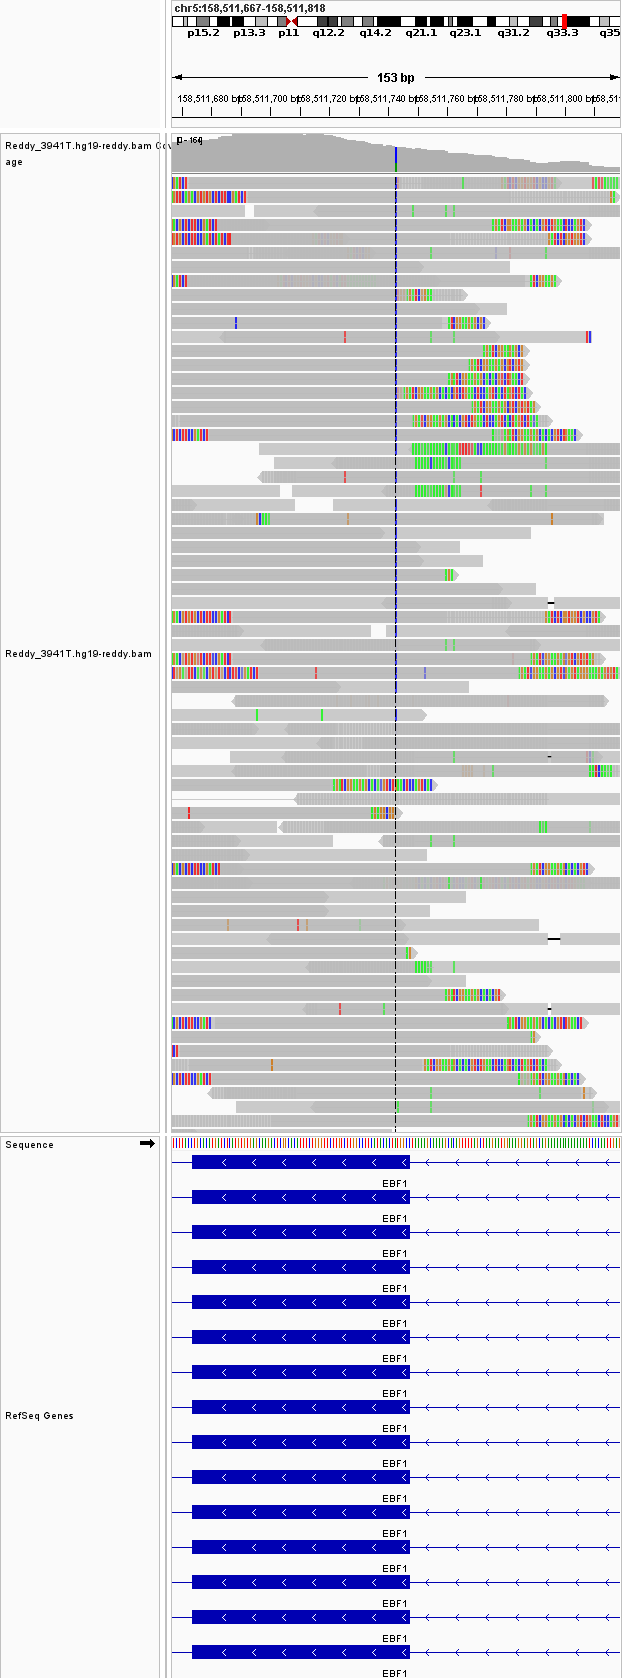 chr5:158,511,667-158,511,818
p15.2 p13.3 p11 q12.2 q14.2 q21.1 q23.1 q31.2 q33.3 q35
153 bp
158,511,680 bp 158,511,700 bp 158,511,720 bp 158,511,740 bp 158,511,760 bp 158,511,780 bp 158,511,800 bp 158,51
Reddy_3941T.hg19-reddy.bam Cov
age
Reddy_3941T.hg19-reddy.bam
Sequence
EBF1
EBF1
EBF1
EBF1
EBF1
EBF1
EBF1
RefSeq Genes
EBF1
EBF1
EBF1
EBF1
EBF1
EBF1
EBF1
EBF1